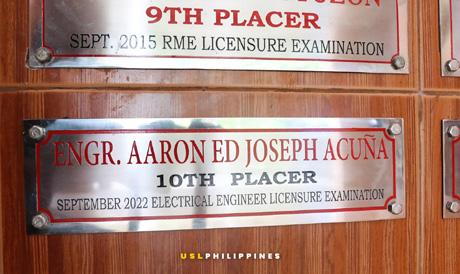 9TH PLACER
SEPT. 2015 RME LICENSURE EXAMINATION
ENGR. AARON ED JOSEPH ACUÑA
10TH PLACER
SEPTEMBER 2022 ELECTRICAL ENGINEER LICENSURE EXAMINATION
USLPHILIPPINES